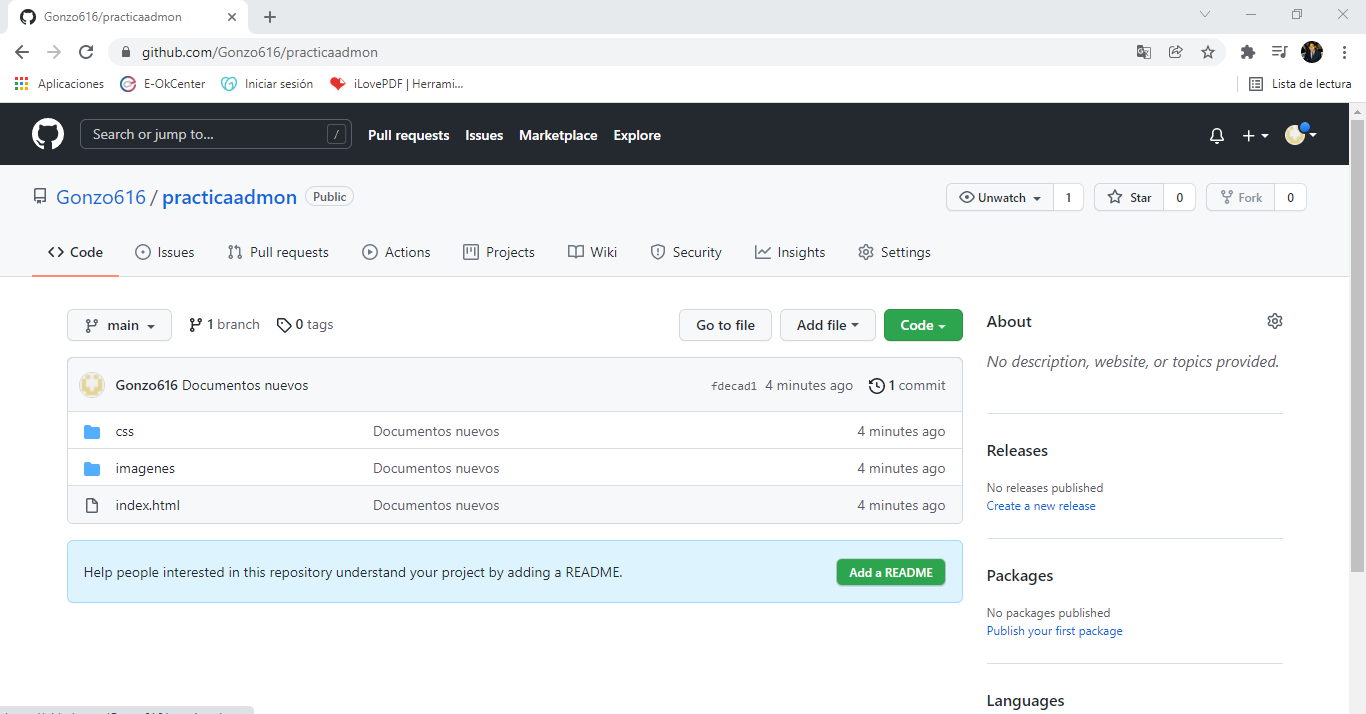 Gonzo616/practicaadmon
github.com/Gonzo616/practicaadmon
Aplicaciones E-OkCenter Iniciar sesión iLovePDF | Herrami... Lista de lectura
Search or jump to... / Pull requests Issues Marketplace Explore
Gonzo616 / practicaadmon Public Unwatch 1 Star 0 Fork 0
Code Issues Pull requests Actions Projects Wiki Security Insights Settings
main 1 branch 0 tags Go to file Add file Code
Gonzo616 Documentos nuevos fdecad1 4 minutes ago 1 commit
css Documentos nuevos 4 minutes ago
imagenes Documentos nuevos 4 minutes ago
index.html Documentos nuevos 4 minutes ago
Help people interested in this repository understand your project by adding a README. Add a README
About
No description, website, or topics provided.
Releases
No releases published
Create a new release
Packages
No packages published
Publish your first package
Languages